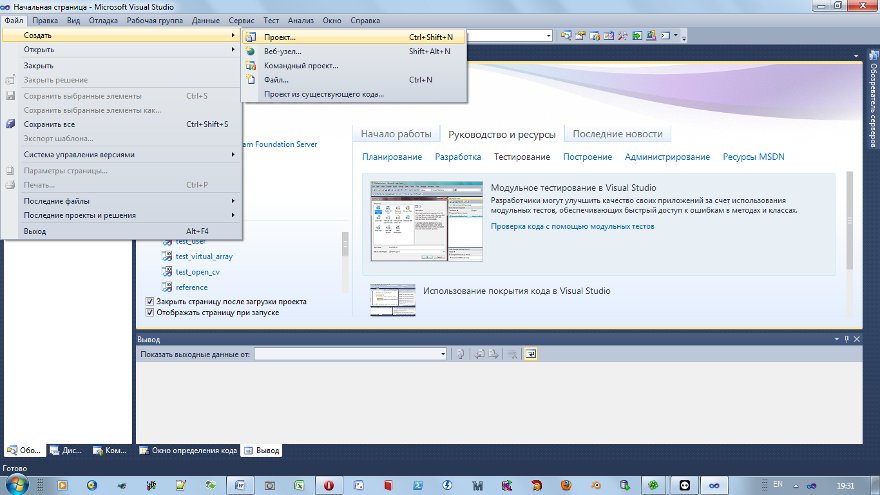 Начальная страница - Microsoft Visual Studio
Файл Правка Вид Отладка Рабочая группа Данные Сервис Тест Анализ Окно Справка
Создать
Открыть
Закрыть
Закрыть решение
Сохранить выбранные элементы Ctrl+S
Сохранить выбранные элементы как...
Сохранить все Ctrl+Shift+S
Экспорт шаблона...
Система управления версиями
Параметры страницы...
Печать... Ctrl+P
Последние файлы
Последние проекты и решения
Выход Alt+F4
Проект... Ctrl+Shift+N
Веб-узел... Shift+Alt+N
Командный проект...
Файл... Ctrl+N
Проект из существующего кода...
am Foundation Server
test_user
test_virtual_array
test_open_cv
reference
Закрыть страницу после загрузки проекта
Отображать страницу при запуске
Начало работы Руководство и ресурсы Последние новости
Планирование Разработка Тестирование Построение Администрирование Ресурсы MSDN
Модульное тестирование в Visual Studio
Разработчики могут улучшить качество своих приложений за счет использования
модульных тестов, обеспечивающих быстрый доступ к ошибкам в методах и классах.
Проверка кода с помощью модульных тестов
Использование покрытия кода в Visual Studio
Обозреватель серверов
Вывод
Показать выходные данные от:
Обо... Дис... Ком... Окно определения кода Вывод
Готово
EN 19:31